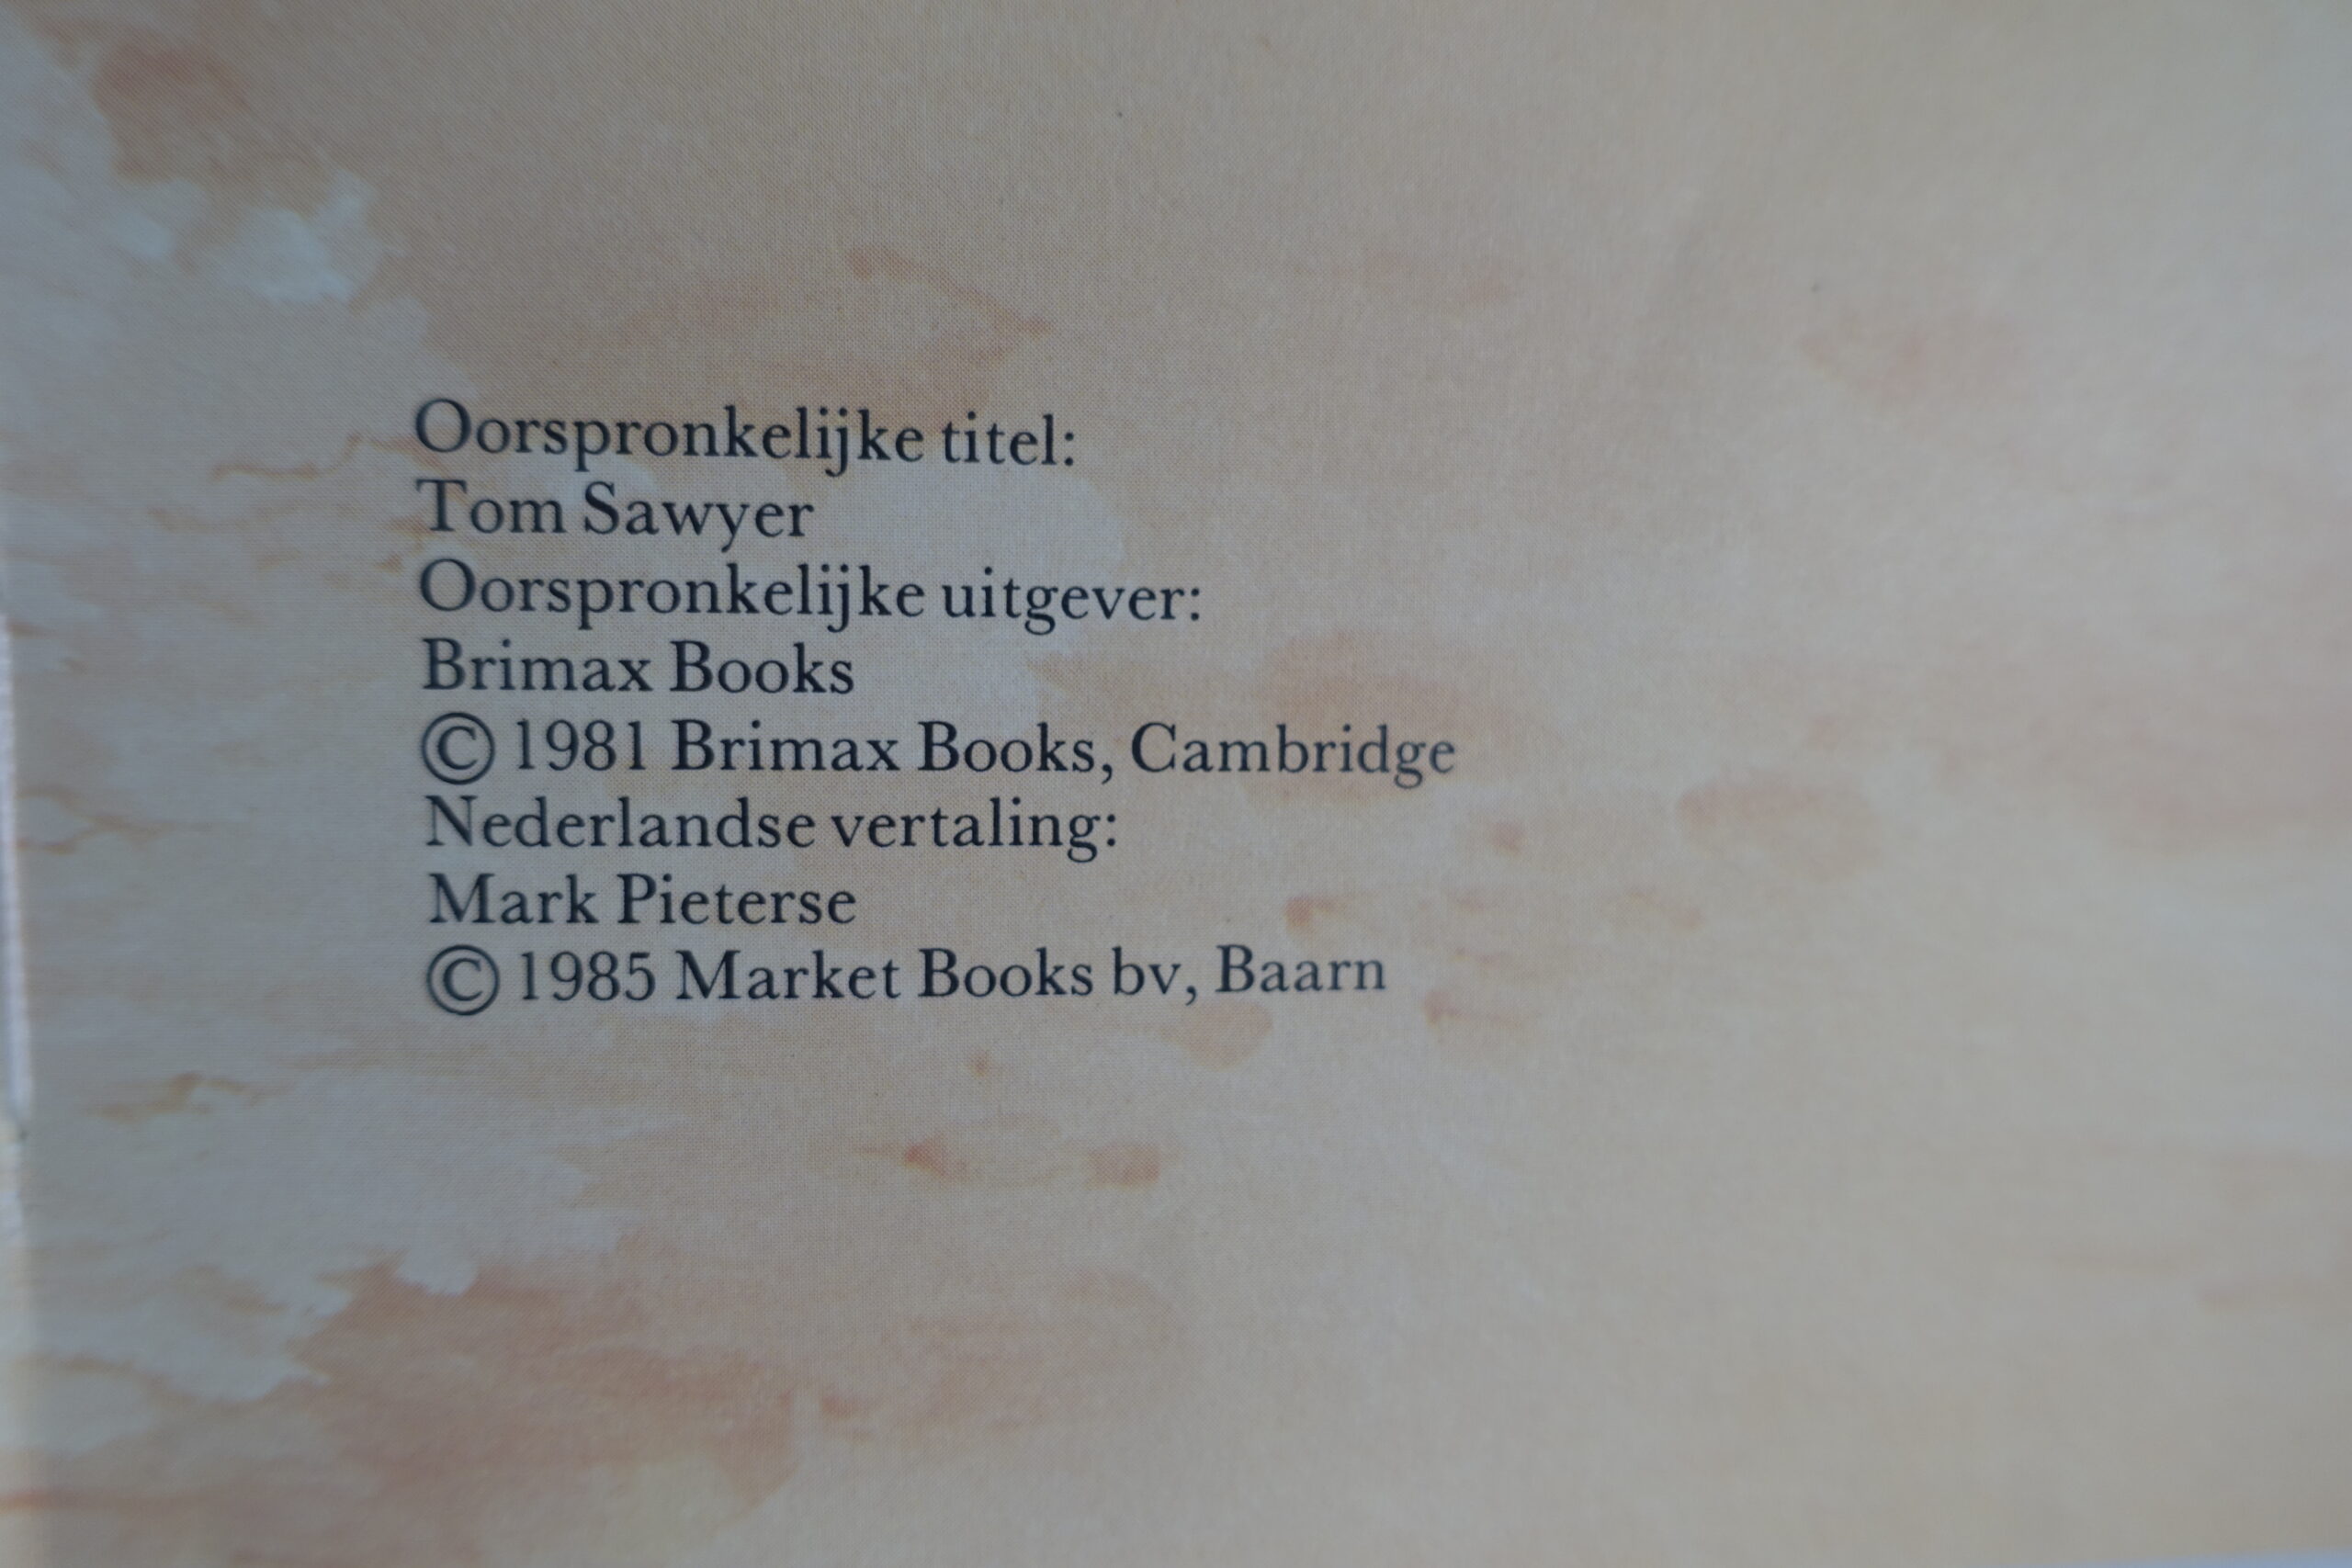 Oorspronkelijke titel:
Tom Sawyer
Oorspronkelijke uitgever:
Brimax Books
© 1981 Brimax Books, Cambridge
Nederlandse vertaling:
Mark Pieterse
© 1985 Market Books bv, Baarn